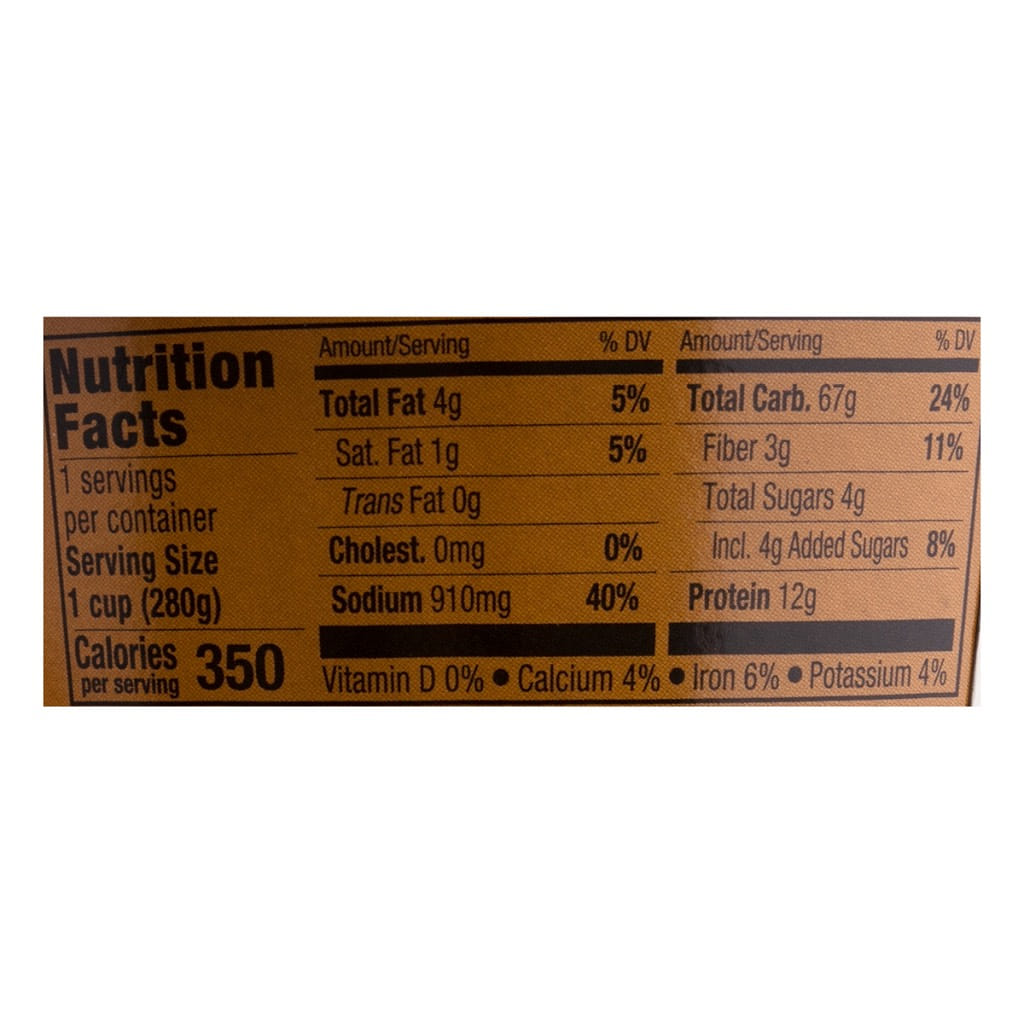 Nutrition
Facts
1 servings
per container
Serving Size
1 cup (280g)
Calories
per serving 350
Amount/Serving % DV
Total Fat 4g 5%
Sat. Fat 1g 5%
Trans Fat 0g
Cholest. 0mg 0%
Sodium 910mg 40%
Amount/Serving % DV
Total Carb. 67g 24%
Fiber 3g 11%
Total Sugars 4g
Incl. 4g Added Sugars 8%
Protein 12g
Vitamin D 0% • Calcium 4% • Iron 6% • Potassium 4%